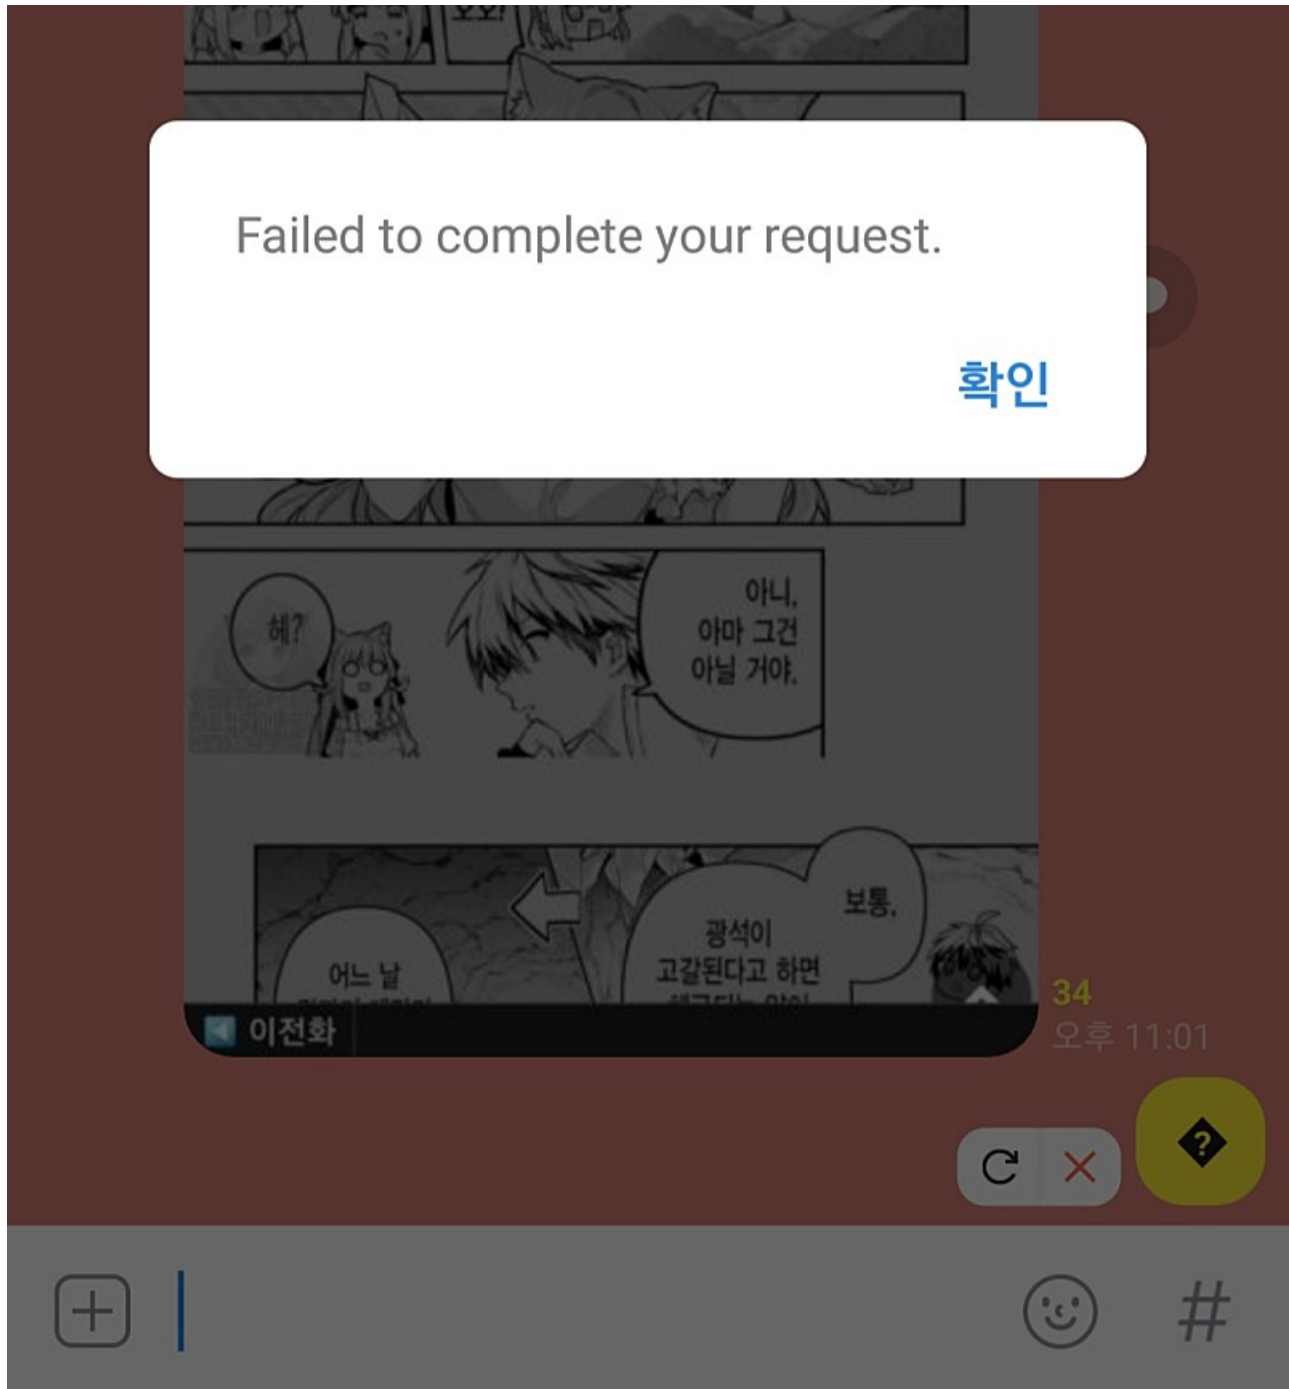 오오!
Failed to complete your request.
확인
헤?
아니,
아마 그건
아닐 거야.
보통,
광석이
고갈된다고 하면
어느 날
이전화
34
오후 11:01
?
#